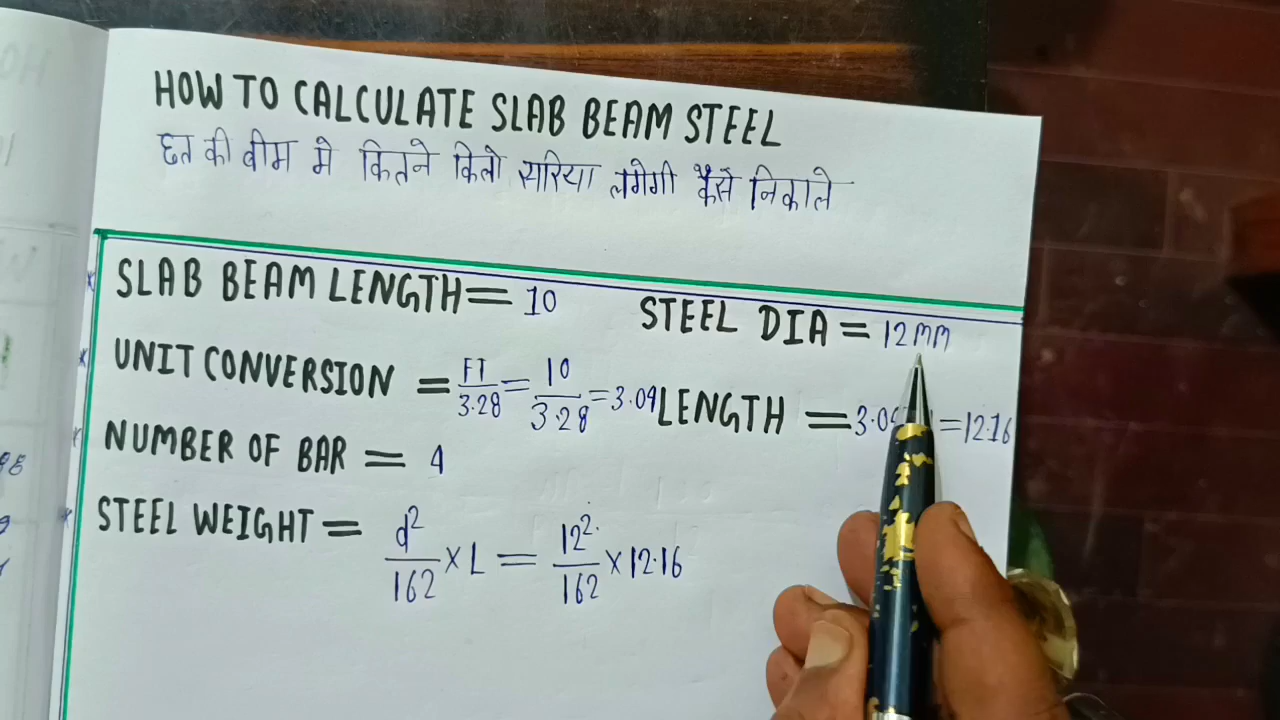 HOW TO CALCULATE SLAB BEAM STEEL
छत की बीम मे कितने किलो सरिया लगेगी कैसे निकाले
SLAB BEAM LENGTH = 10 STEEL DIA = 12MM
UNIT CONVERSION = FT/3.28 = 10/3.28 = 3.04 LENGTH = 3.04 = 12.16
NUMBER OF BAR = 4
STEEL WEIGHT = d²/162 × L = 12²/162 × 12.16